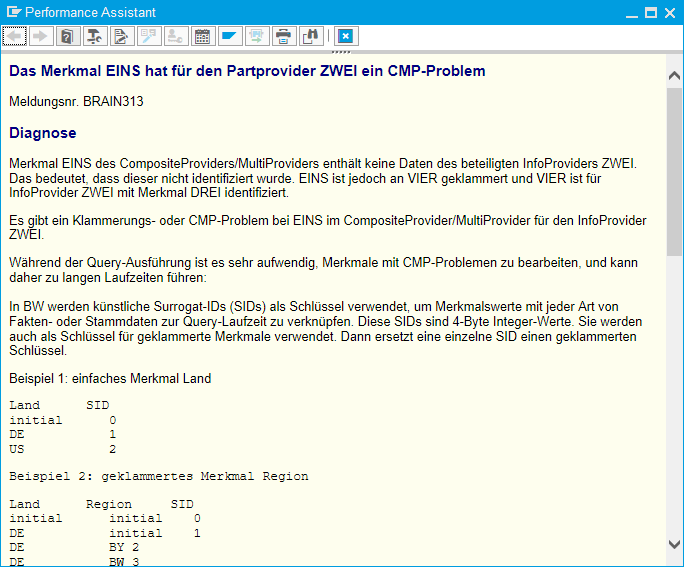 Performance Assistant
Das Merkmal EINS hat für den Partprovider ZWEI ein CMP-Problem
Meldungsnr. BRAIN313
Diagnose
Merkmal EINS des CompositeProviders/MultiProviders enthält keine Daten des beteiligten InfoProviders ZWEI.
Das bedeutet, dass dieser nicht identifiziert wurde. EINS ist jedoch an VIER geklammert und VIER ist für
InfoProvider ZWEI mit Merkmal DREI identifiziert.
Es gibt ein Klammerungs- oder CMP-Problem bei EINS im CompositeProvider/MultiProvider für den InfoProvider
ZWEI.
Während der Query-Ausführung ist es sehr aufwendig, Merkmale mit CMP-Problemen zu bearbeiten, und kann
daher zu langen Laufzeiten führen:
In BW werden künstliche Surrogat-IDs (SIDs) als Schlüssel verwendet, um Merkmalswerte mit jeder Art von
Fakten- oder Stammdaten zur Query-Laufzeit zu verknüpfen. Diese SIDs sind 4-Byte Integer-Werte. Sie werden
auch als Schlüssel für geklammerte Merkmale verwendet. Dann ersetzt eine einzelne SID einen geklammerten
Schlüssel.
Beispiel 1: einfaches Merkmal Land
Land SID
initial 0
DE 1
US 2
Beispiel 2: geklammertes Merkmal Region
Land Region SID
initial initial 0
DE initial 1
DE BY 2
DE BW 3